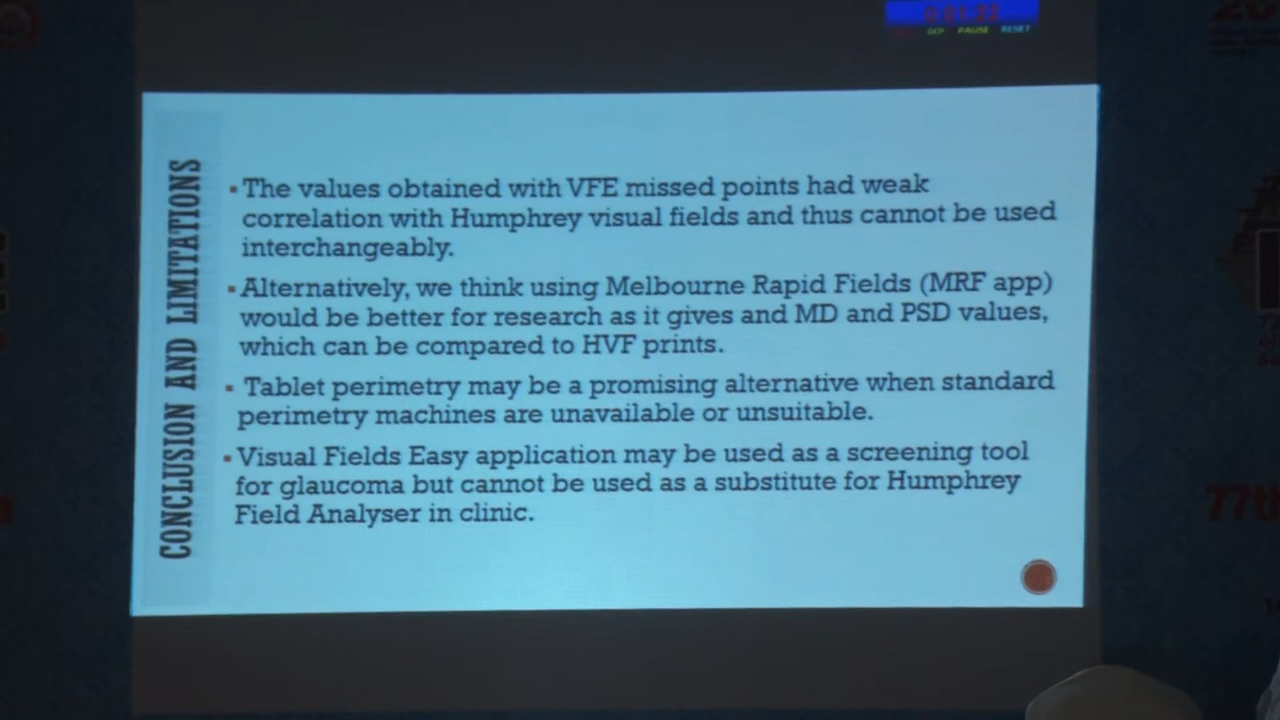 GO! PAUSE RESET
CONCLUSION AND LIMITATIONS
The values obtained with VFE missed points had weak
correlation with Humphrey visual fields and thus cannot be used
interchangeably.
Alternatively, we think using Melbourne Rapid Fields (MRF app)
would be better for research as it gives and MD and PSD values,
which can be compared to HVF prints.
Tablet perimetry may be a promising alternative when standard
perimetry machines are unavailable or unsuitable.
Visual Fields Easy application may be used as a screening tool
for glaucoma but cannot be used as a substitute for Humphrey
Field Analyser in clinic.
77th